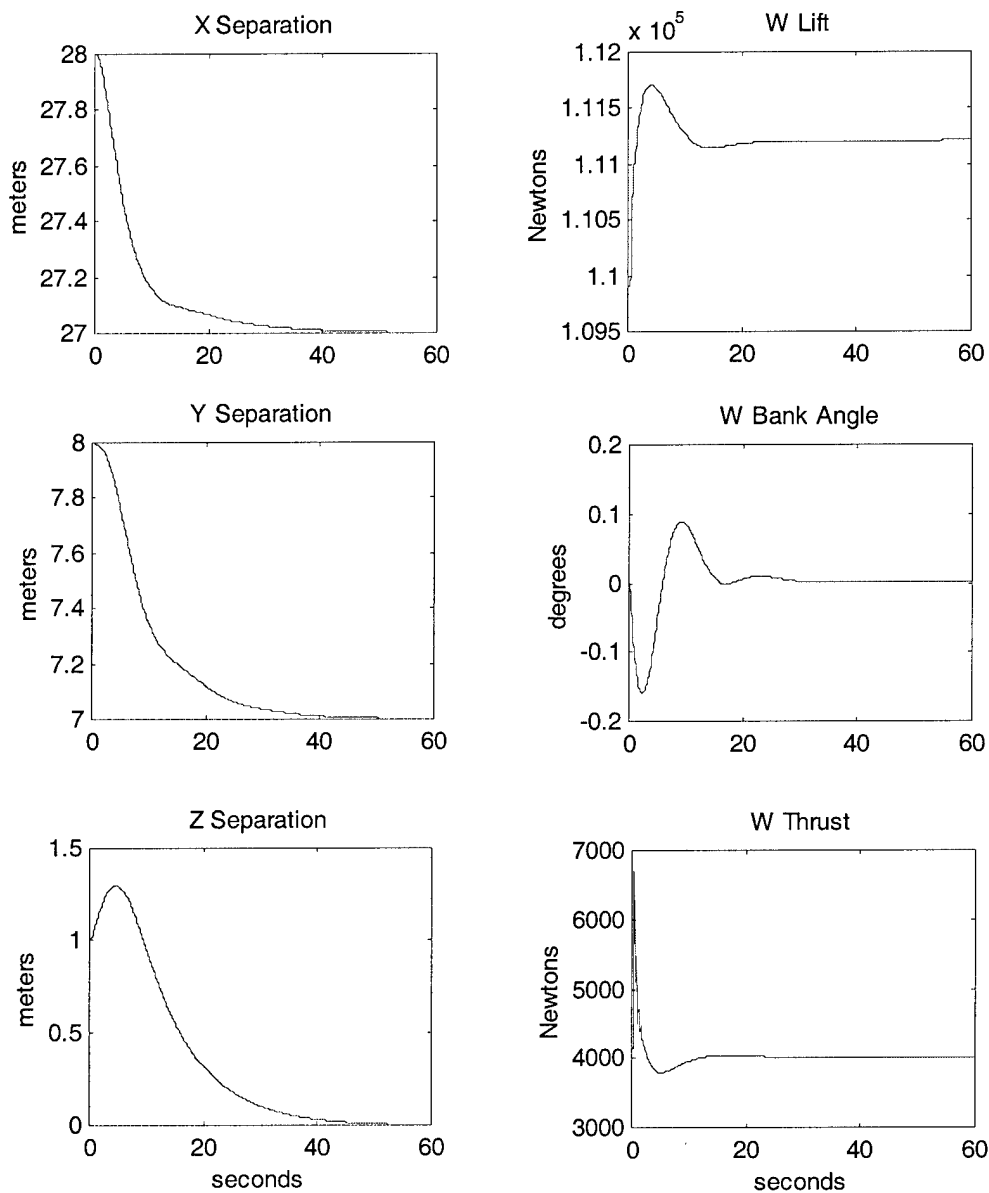 X Separation
28
27.8
27.6
27.4
27.2
27
meters
0 20 40 60
W Lift
x 10^5
1.12
1.115
1.11
1.105
1.1
1.095
Newtons
0 20 40 60
Y Separation
8
7.8
7.6
7.4
7.2
7
meters
0 20 40 60
W Bank Angle
0.2
0.1
0
-0.1
-0.2
degrees
0 20 40 60
Z Separation
1.5
1
0.5
0
meters
0 20 40 60
seconds
W Thrust
7000
6000
5000
4000
3000
Newtons
0 20 40 60
seconds